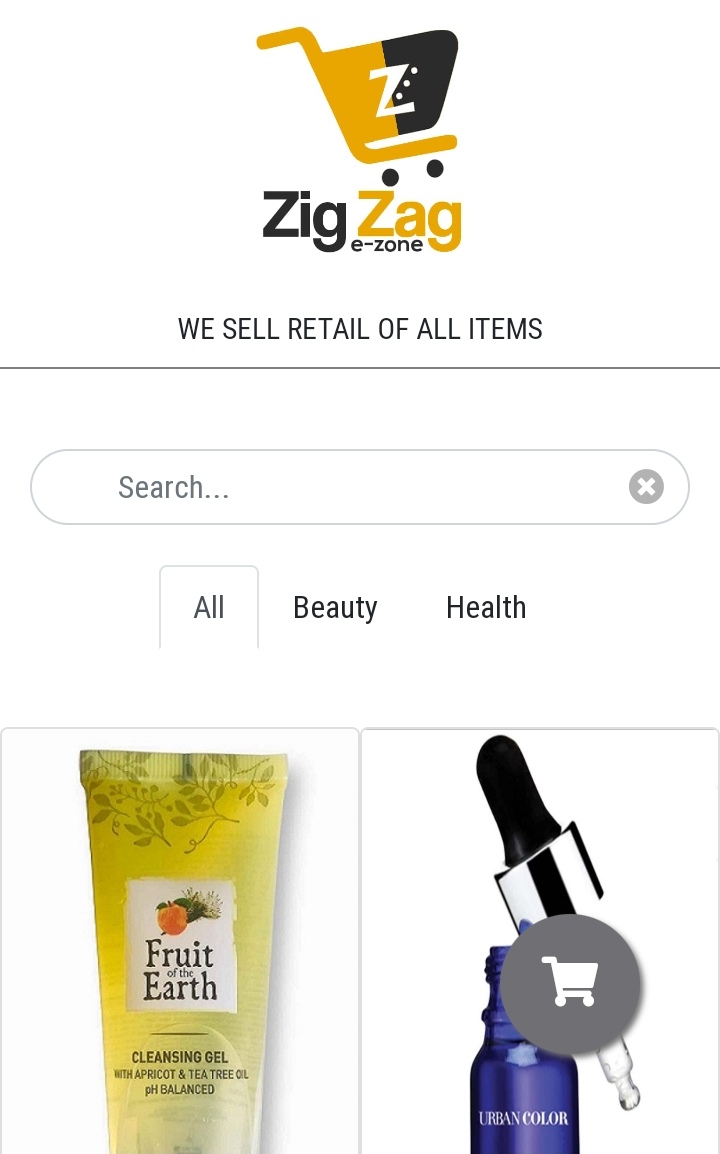 Z
Zig Zag
e-zone
WE SELL RETAIL OF ALL ITEMS
Search...
All Beauty Health
Fruit
of the
Earth
CLEANSING GEL
WITH APRICOT & TEA TREE OIL
pH BALANCED
URBAN COLOR